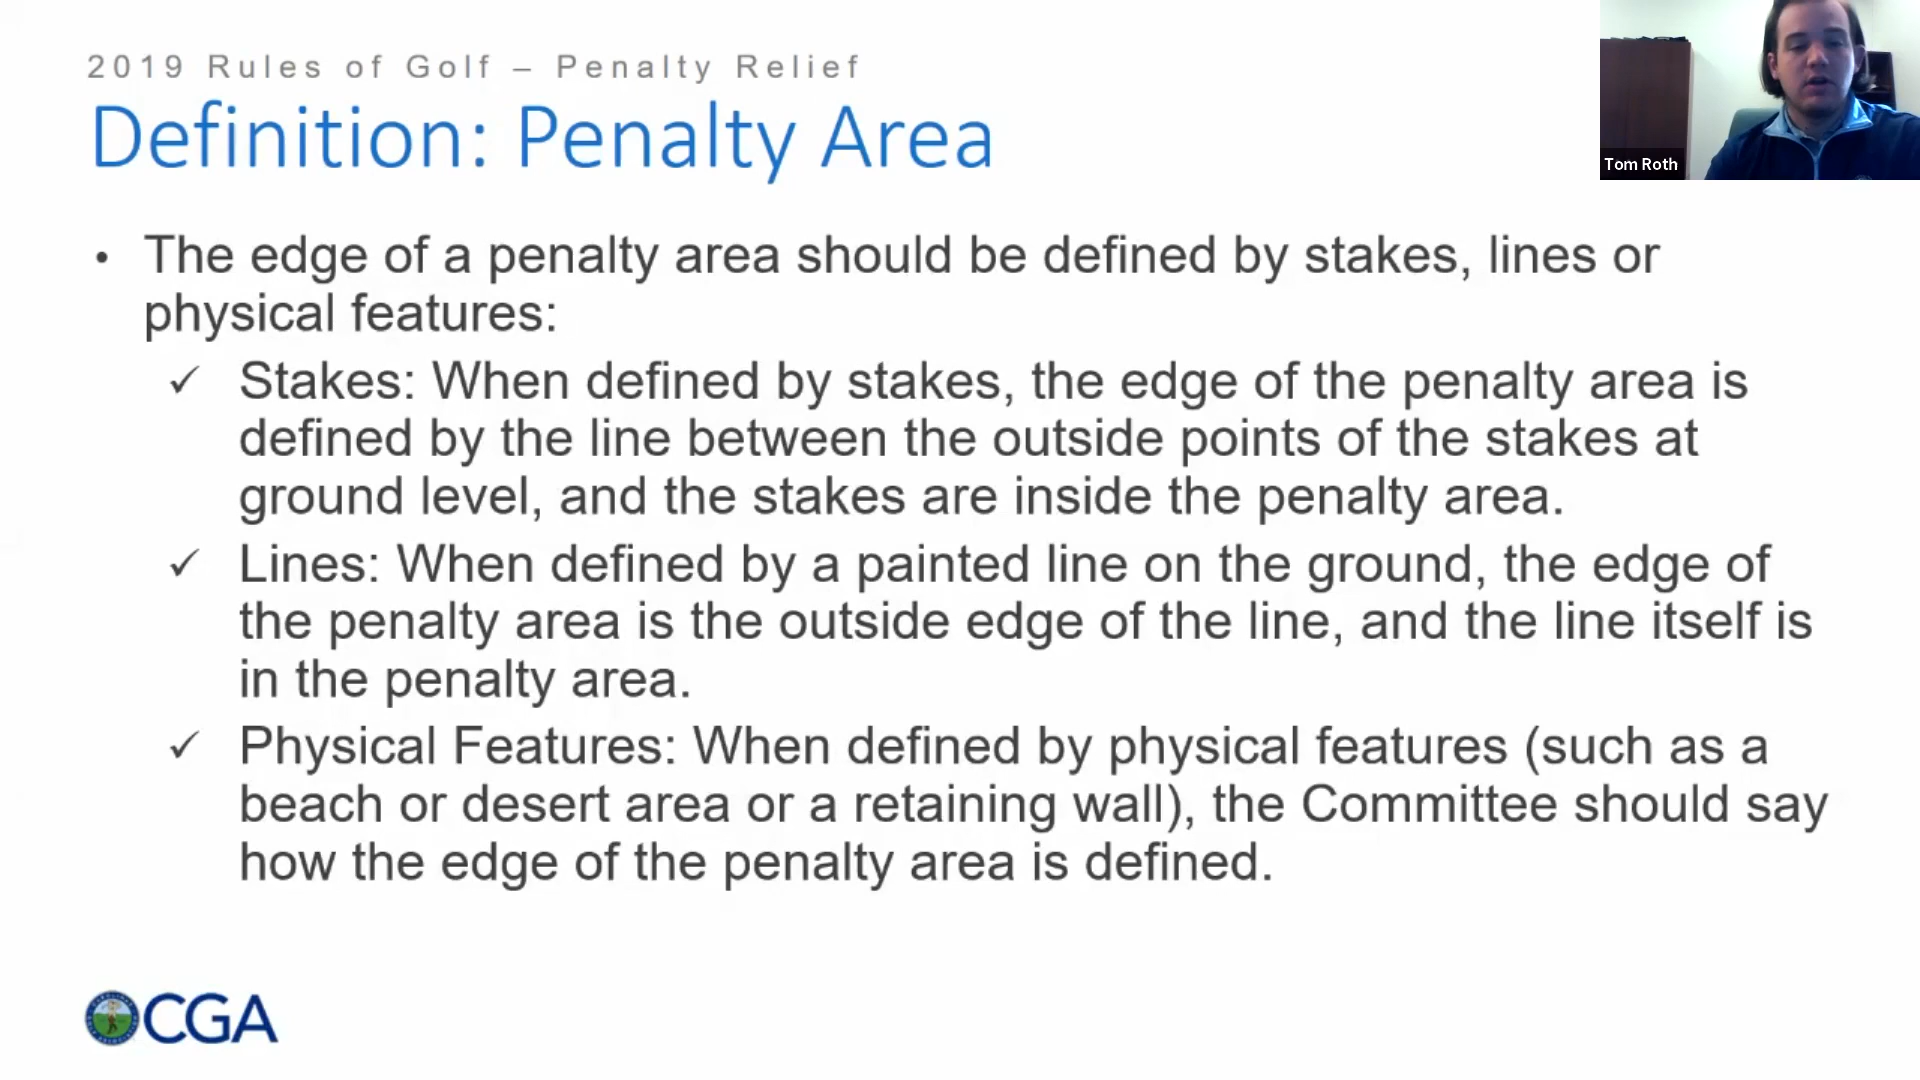 2019 Rules of Golf – Penalty Relief
Definition: Penalty Area
Tom Roth
• The edge of a penalty area should be defined by stakes, lines or
physical features:
✓ Stakes: When defined by stakes, the edge of the penalty area is
defined by the line between the outside points of the stakes at
ground level, and the stakes are inside the penalty area.
✓ Lines: When defined by a painted line on the ground, the edge of
the penalty area is the outside edge of the line, and the line itself is
in the penalty area.
✓ Physical Features: When defined by physical features (such as a
beach or desert area or a retaining wall), the Committee should say
how the edge of the penalty area is defined.
CGA